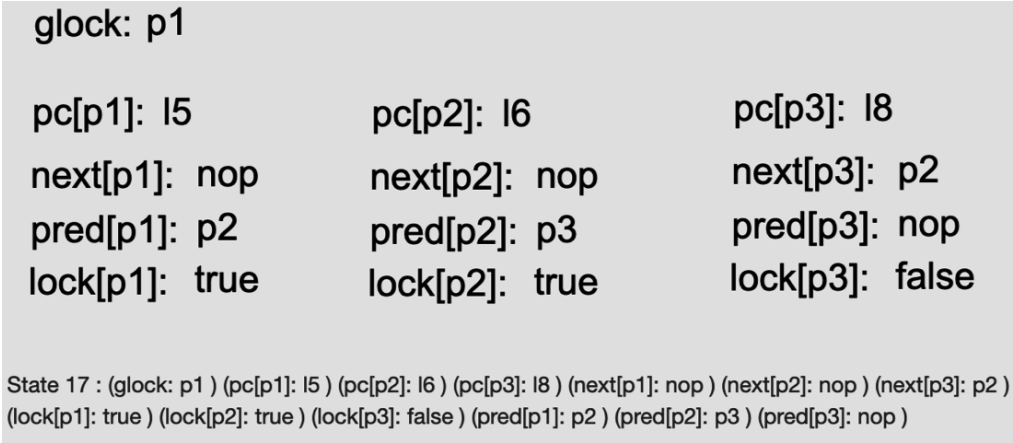 glock: p1
pc[p1]: l5 pc[p2]: l6 pc[p3]: l8
next[p1]: nop next[p2]: nop next[p3]: p2
pred[p1]: p2 pred[p2]: p3 pred[p3]: nop
lock[p1]: true lock[p2]: true lock[p3]: false
State 17 : (glock: p1 ) (pc[p1]: l5 ) (pc[p2]: l6 ) (pc[p3]: l8 ) (next[p1]: nop ) (next[p2]: nop ) (next[p3]: p2 )
(lock[p1]: true ) (lock[p2]: true ) (lock[p3]: false ) (pred[p1]: p2 ) (pred[p2]: p3 ) (pred[p3]: nop )